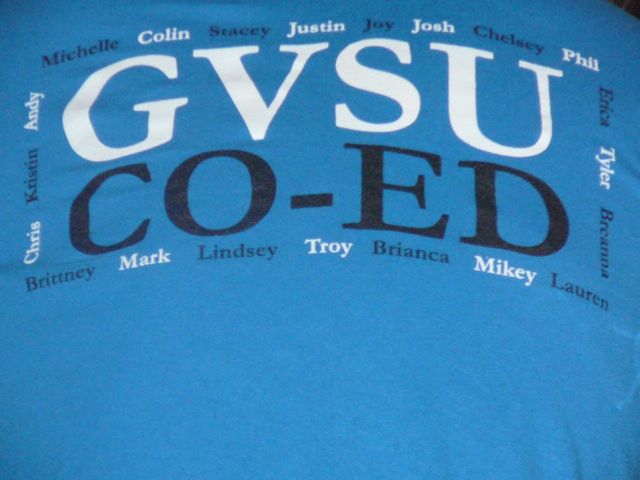 Michelle Colin Stacey Justin Joy Josh Chelsey Phil
Andy
Kristin
Chris
GVSU
CO-ED
Erica
Tyler
Breanna
Brittney Mark Lindsey Troy Brianca Mikey Lauren